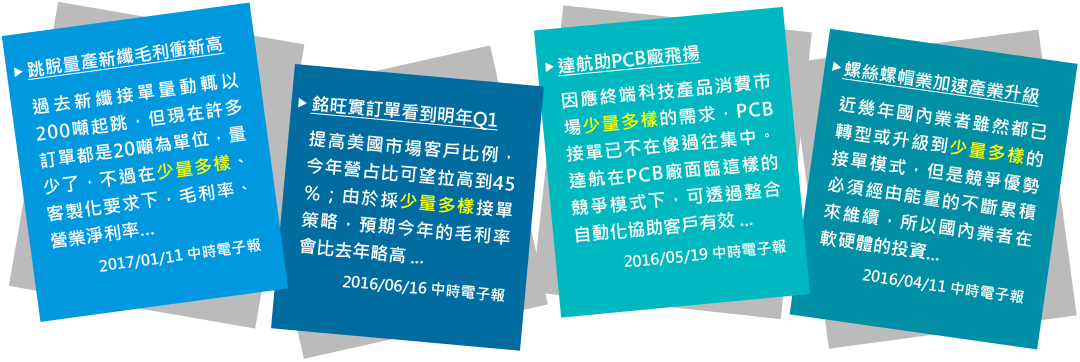 ▶ 跳脫量產新纖毛利衝新高
過去新纖接單量動輒以
200噸起跳，但現在許多
訂單都是20噸為單位，量
少了，不過在少量多樣、
客製化要求下，毛利率、
營業淨利率...
2017/01/11 中時電子報
▶ 銘旺實訂單看到明年Q1
提高美國市場客戶比例，
今年營占比可望拉高到45
%；由於採少量多樣接單
策略，預期今年的毛利率
會比去年略高 ...
2016/06/16 中時電子報
▶ 達航助PCB廠飛揚
因應終端科技產品消費市
場少量多樣的需求，PCB
接單已不在像過往集中。
達航在PCB廠面臨這樣的
競爭模式下，可透過整合
自動化協助客戶有效 ...
2016/05/19 中時電子報
▶ 螺絲螺帽業加速產業升級
近幾年國內業者雖然都已
轉型或升級到少量多樣的
接單模式，但是競爭優勢
必須經由能量的不斷累積
來維續，所以國內業者在
軟硬體的投資...
2016/04/11 中時電子報